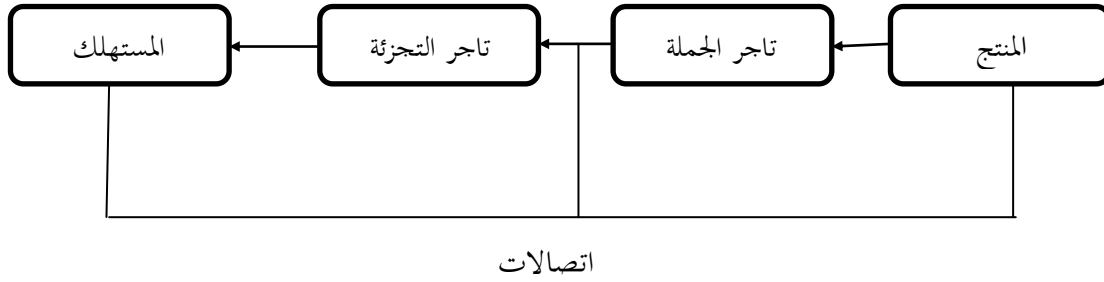 المنتج
تاجر الجملة
تاجر التجزئة
المستهلك
اتصالات